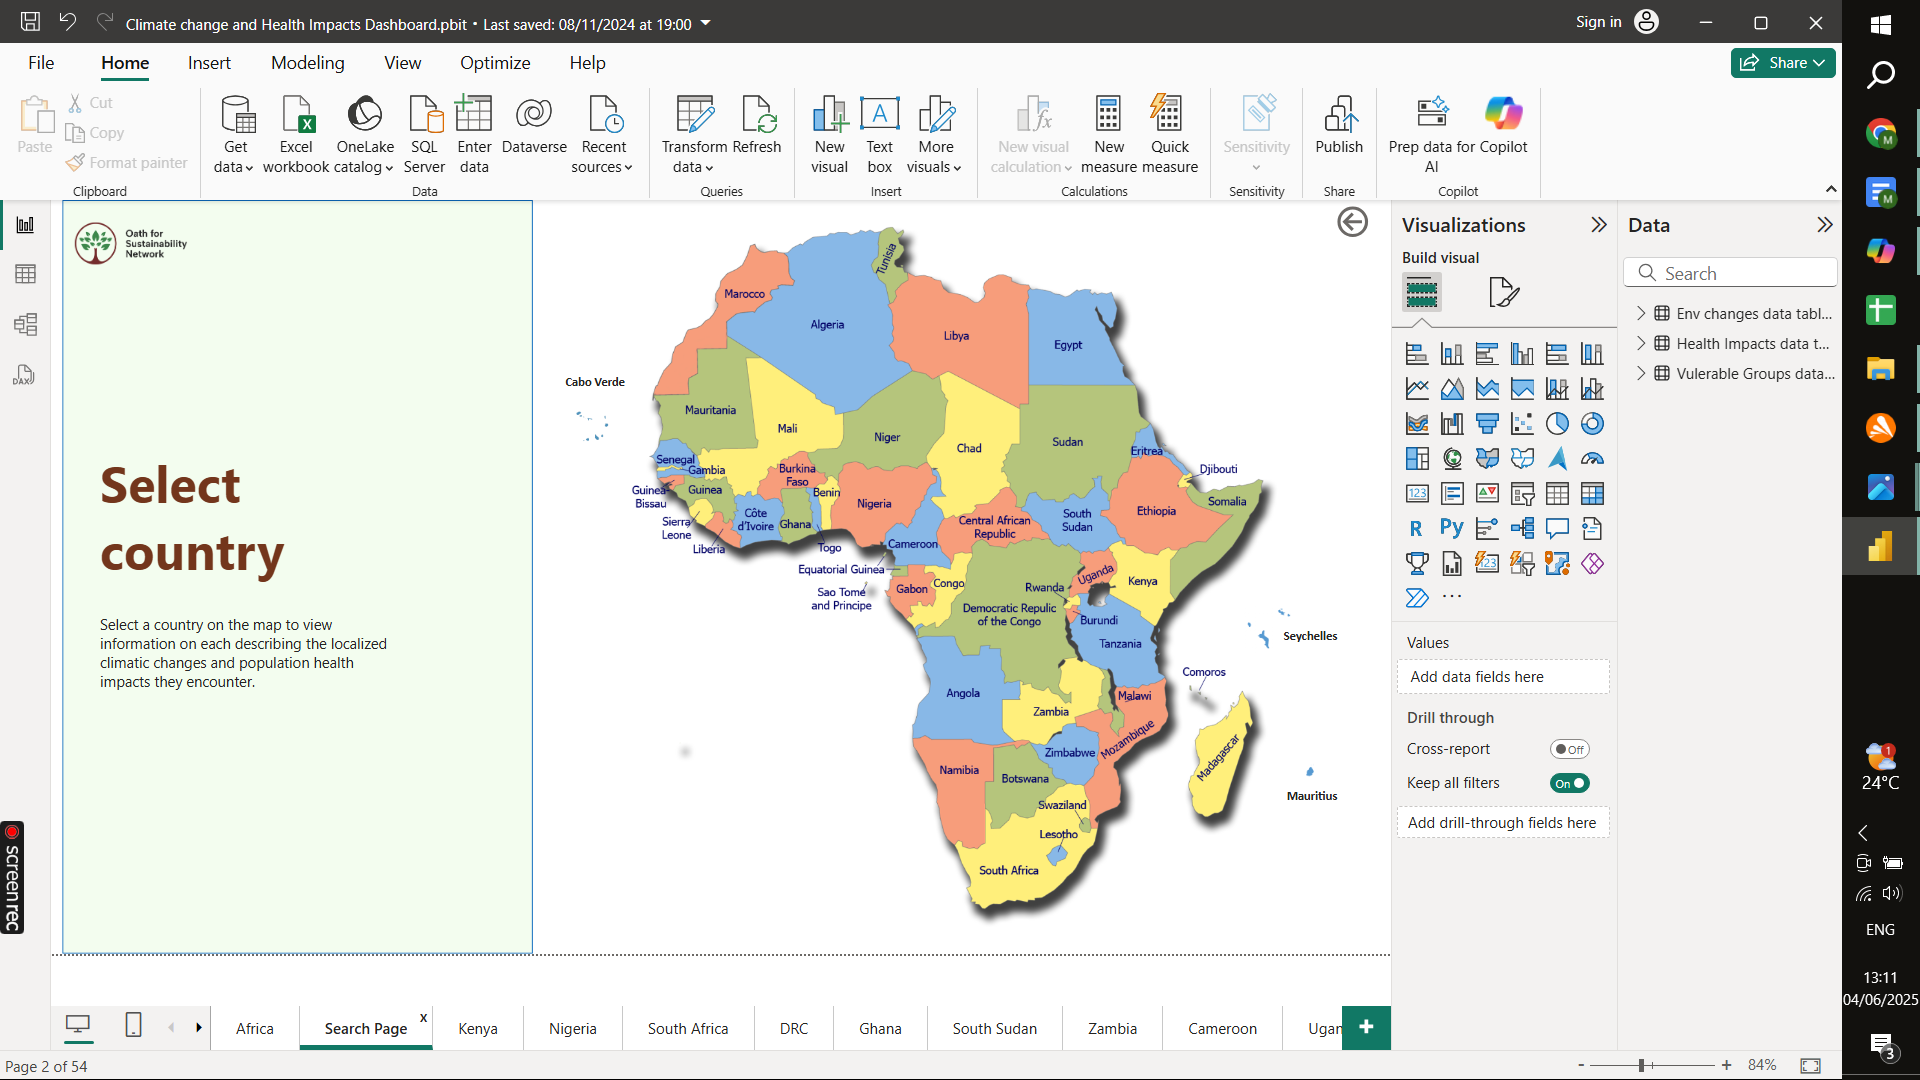 Climate change and Health Impacts Dashboard.pbit • Last saved: 08/11/2024 at 19:00
Sign in
File
Home
Insert
Modeling
View
Optimize
Help
Share
Paste
Cut
Copy
Format painter
Clipboard
Get
data
Excel
workbook
OneLake
catalog
SQL
Server
Enter
data
Dataverse
Recent
sources
Data
Transform
data
Refresh
Queries
New
visual
Text
box
More
visuals
Insert
New visual
calculation
New
measure
Quick
measure
Calculations
Sensitivity
Sensitivity
Publish
Share
Prep data for
AI
Copilot
Copilot
Oath for
Sustainability
Network
Select
country
Select a country on the map to view
information on each describing the localized
climatic changes and population health
impacts they encounter.
Tunisia
Marocco
Algeria
Libya
Egypt
Cabo Verde
Mauritania
Mali
Niger
Chad
Sudan
Eritrea
Djibouti
Senegal
Gambia
Guinea-
Bissau
Guinea
Burkina
Faso
Benin
Nigeria
Somalia
Sierra
Leone
Liberia
Côte
d'Ivoire
Ghana
Togo
Cameroon
Central African
Republic
South
Sudan
Ethiopia
Equatorial Guinea
Sao Tome
and Principe
Gabon
Congo
Democratic Repulic
of the Congo
Rwanda
Uganda
Kenya
Burundi
Tanzania
Seychelles
Comoros
Angola
Zambia
Malawi
Mozambique
Madagascar
Zimbabwe
Namibia
Botswana
Mauritius
Swaziland
Lesotho
South Africa
Visualizations
Build visual
123
R
Py
123
Values
Add data fields here
Drill through
Cross-report
Off
Keep all filters
On
Add drill-through fields here
Data
Search
Env changes data tabl...
Health Impacts data t...
Vulerable Groups data...
DAX
screenrec
Africa
Search Page
x
Kenya
Nigeria
South Africa
DRC
Ghana
South Sudan
Zambia
Cameroon
Ugan
+
Page 2 of 54
-
+
84%
M
M
1
24°C
ENG
13:11
04/06/2025
3